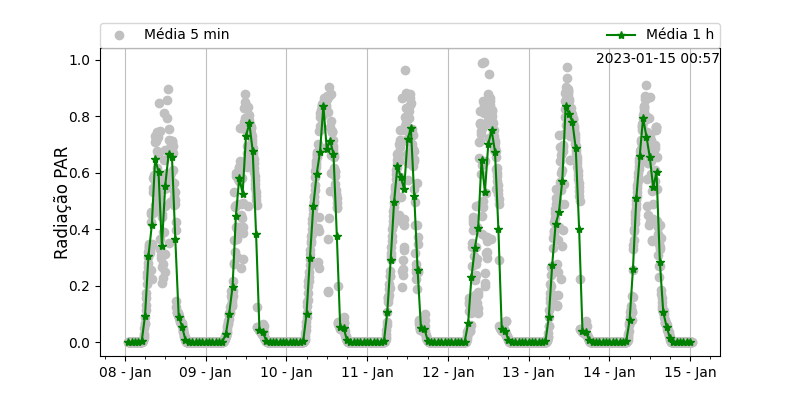 Média 5 min
Média 1 h
2023-01-15 00:57
1.0
0.8
0.6
0.4
0.2
0.0
Radiação PAR
08 - Jan
09 - Jan
10 - Jan
11 - Jan
12 - Jan
13 - Jan
14 - Jan
15 - Jan